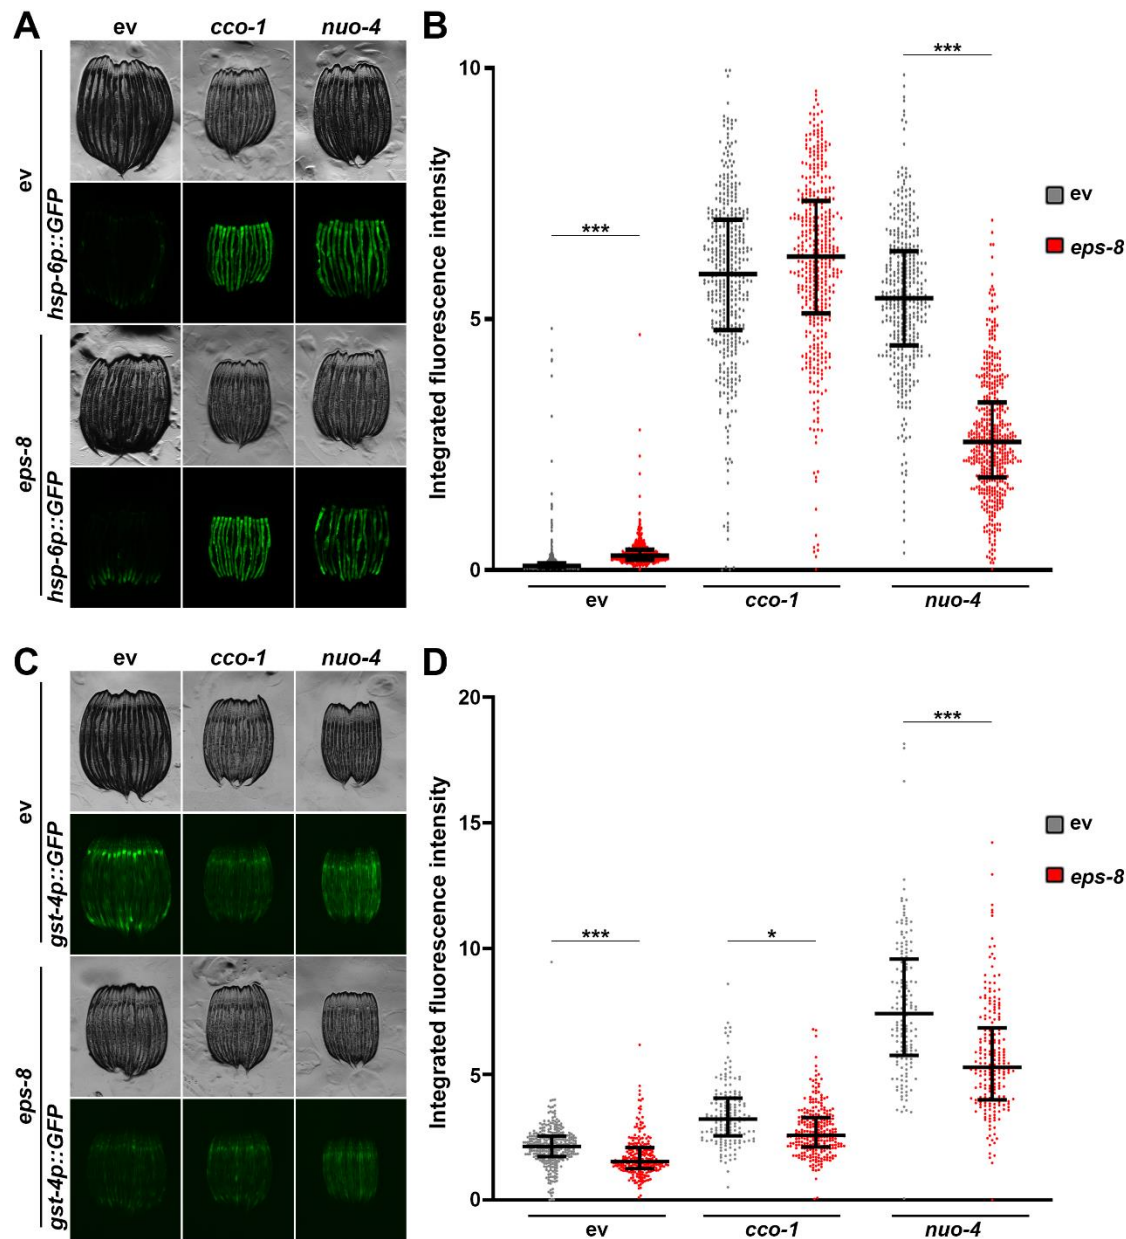 A
ev cco-1 nuo-4
ev
hsp-6p::GFP
eps-8
hsp-6p::GFP
B
Integrated fluorescence intensity
10
5
0
***
***
ev
eps-8
ev cco-1 nuo-4
C
ev cco-1 nuo-4
ev
gst-4p::GFP
eps-8
gst-4p::GFP
D
Integrated fluorescence intensity
20
15
10
5
0
***
*
***
ev
eps-8
ev cco-1 nuo-4